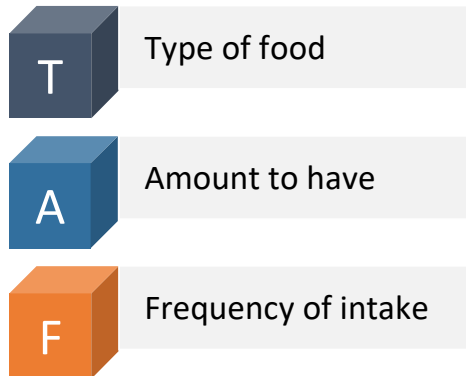 T
Type of food
A
Amount to have
F
Frequency of intake